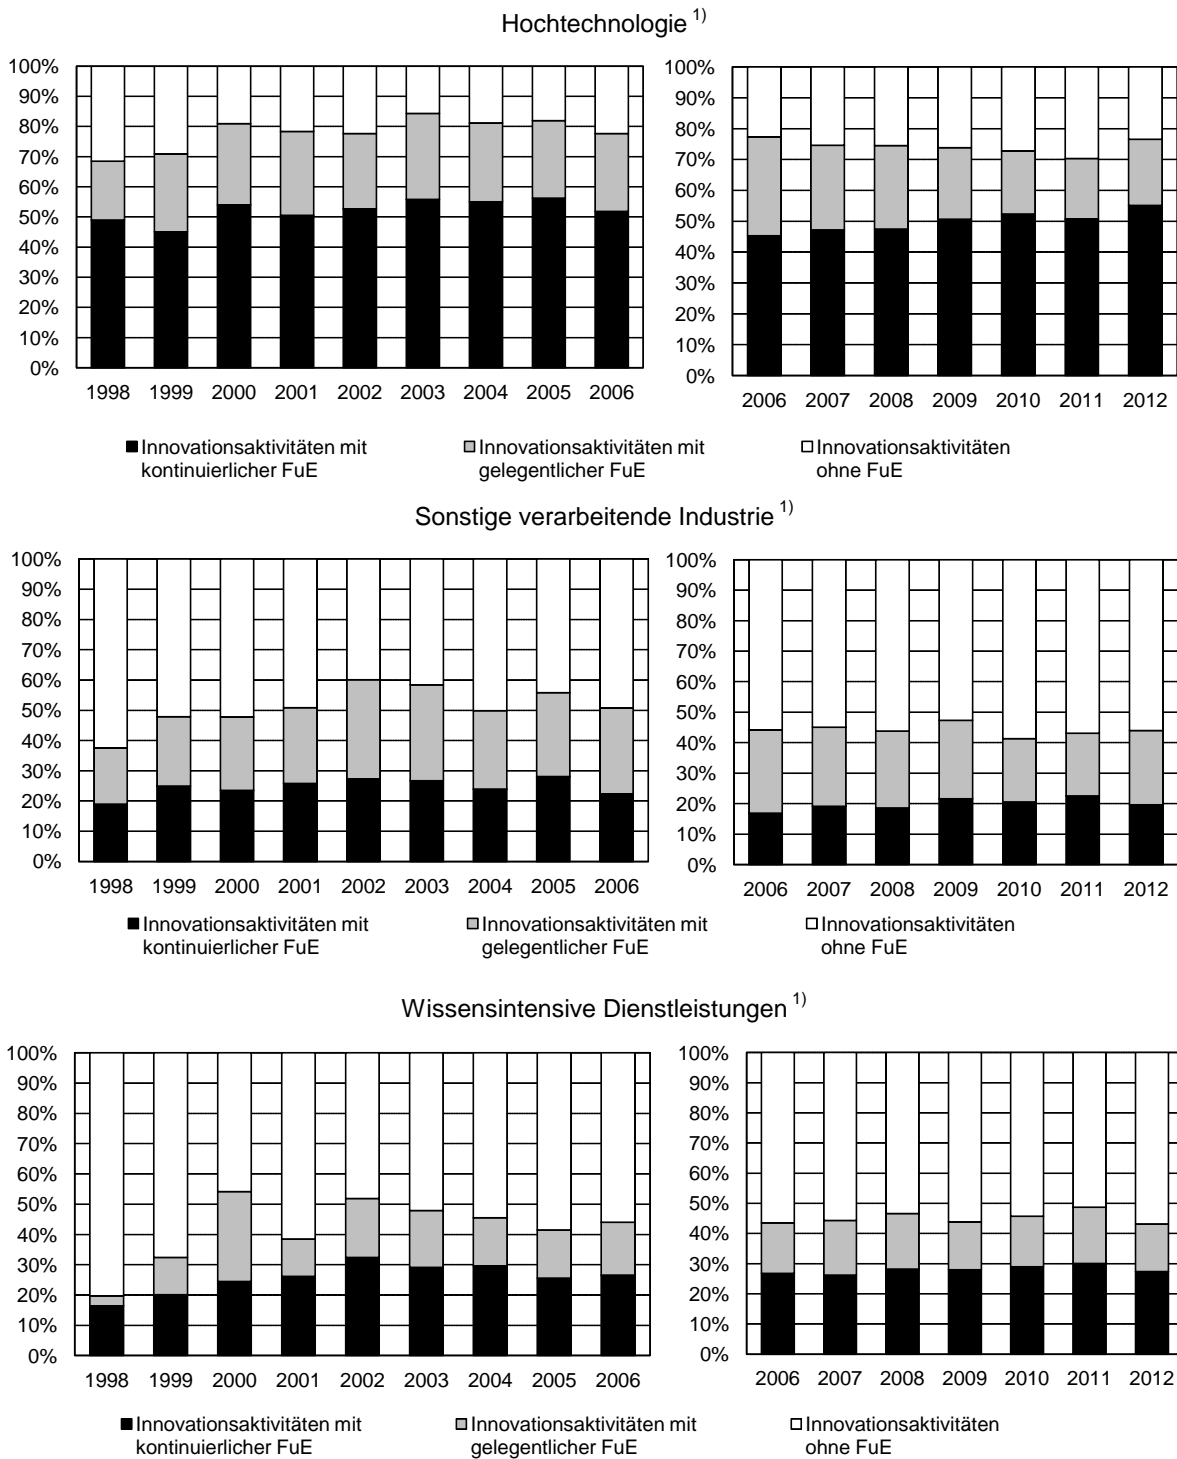 Hochtechnologie 1)
100%
90%
80%
70%
60%
50%
40%
30%
20%
10%
0%
1998 1999 2000 2001 2002 2003 2004 2005 2006
100%
90%
80%
70%
60%
50%
40%
30%
20%
10%
0%
2006 2007 2008 2009 2010 2011 2012
Innovationsaktivitäten mit
kontinuierlicher FuE
Innovationsaktivitäten mit
gelegentlicher FuE
Innovationsaktivitäten
ohne FuE
Sonstige verarbeitende Industrie 1)
100%
90%
80%
70%
60%
50%
40%
30%
20%
10%
0%
1998 1999 2000 2001 2002 2003 2004 2005 2006
100%
90%
80%
70%
60%
50%
40%
30%
20%
10%
0%
2006 2007 2008 2009 2010 2011 2012
Innovationsaktivitäten mit
kontinuierlicher FuE
Innovationsaktivitäten mit
gelegentlicher FuE
Innovationsaktivitäten
ohne FuE
Wissensintensive Dienstleistungen 1)
100%
90%
80%
70%
60%
50%
40%
30%
20%
10%
0%
1998 1999 2000 2001 2002 2003 2004 2005 2006
100%
90%
80%
70%
60%
50%
40%
30%
20%
10%
0%
2006 2007 2008 2009 2010 2011 2012
Innovationsaktivitäten mit
kontinuierlicher FuE
Innovationsaktivitäten mit
gelegentlicher FuE
Innovationsaktivitäten
ohne FuE